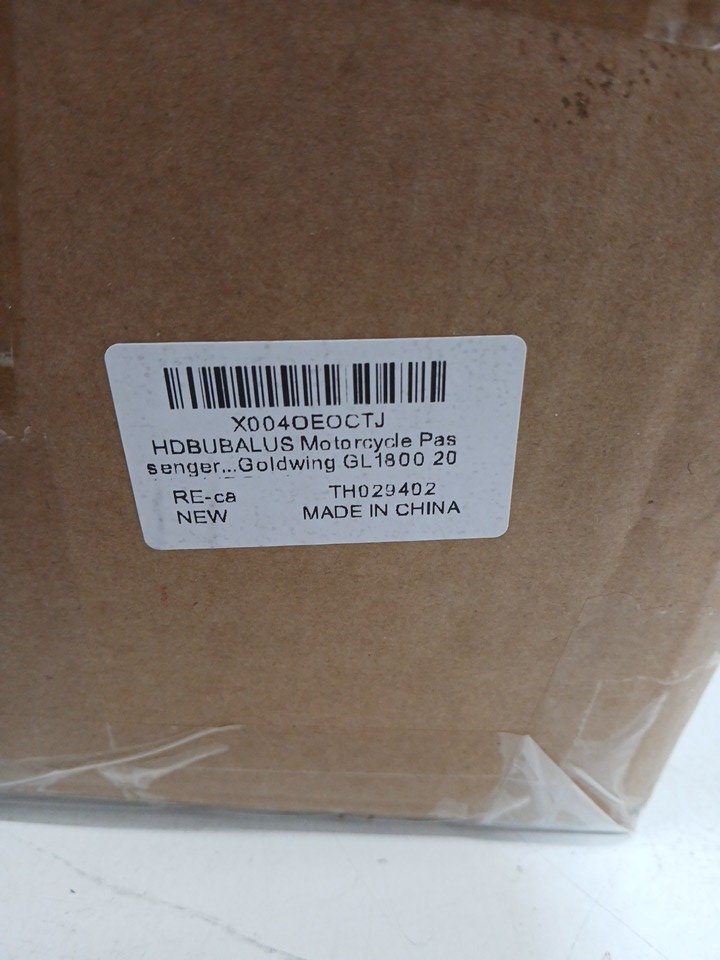 X004OEOCTJ
HDBUBALUS Motorcycle Pas
senger...Goldwing GL1800 20
RE-ca TH029402
NEW MADE IN CHINA